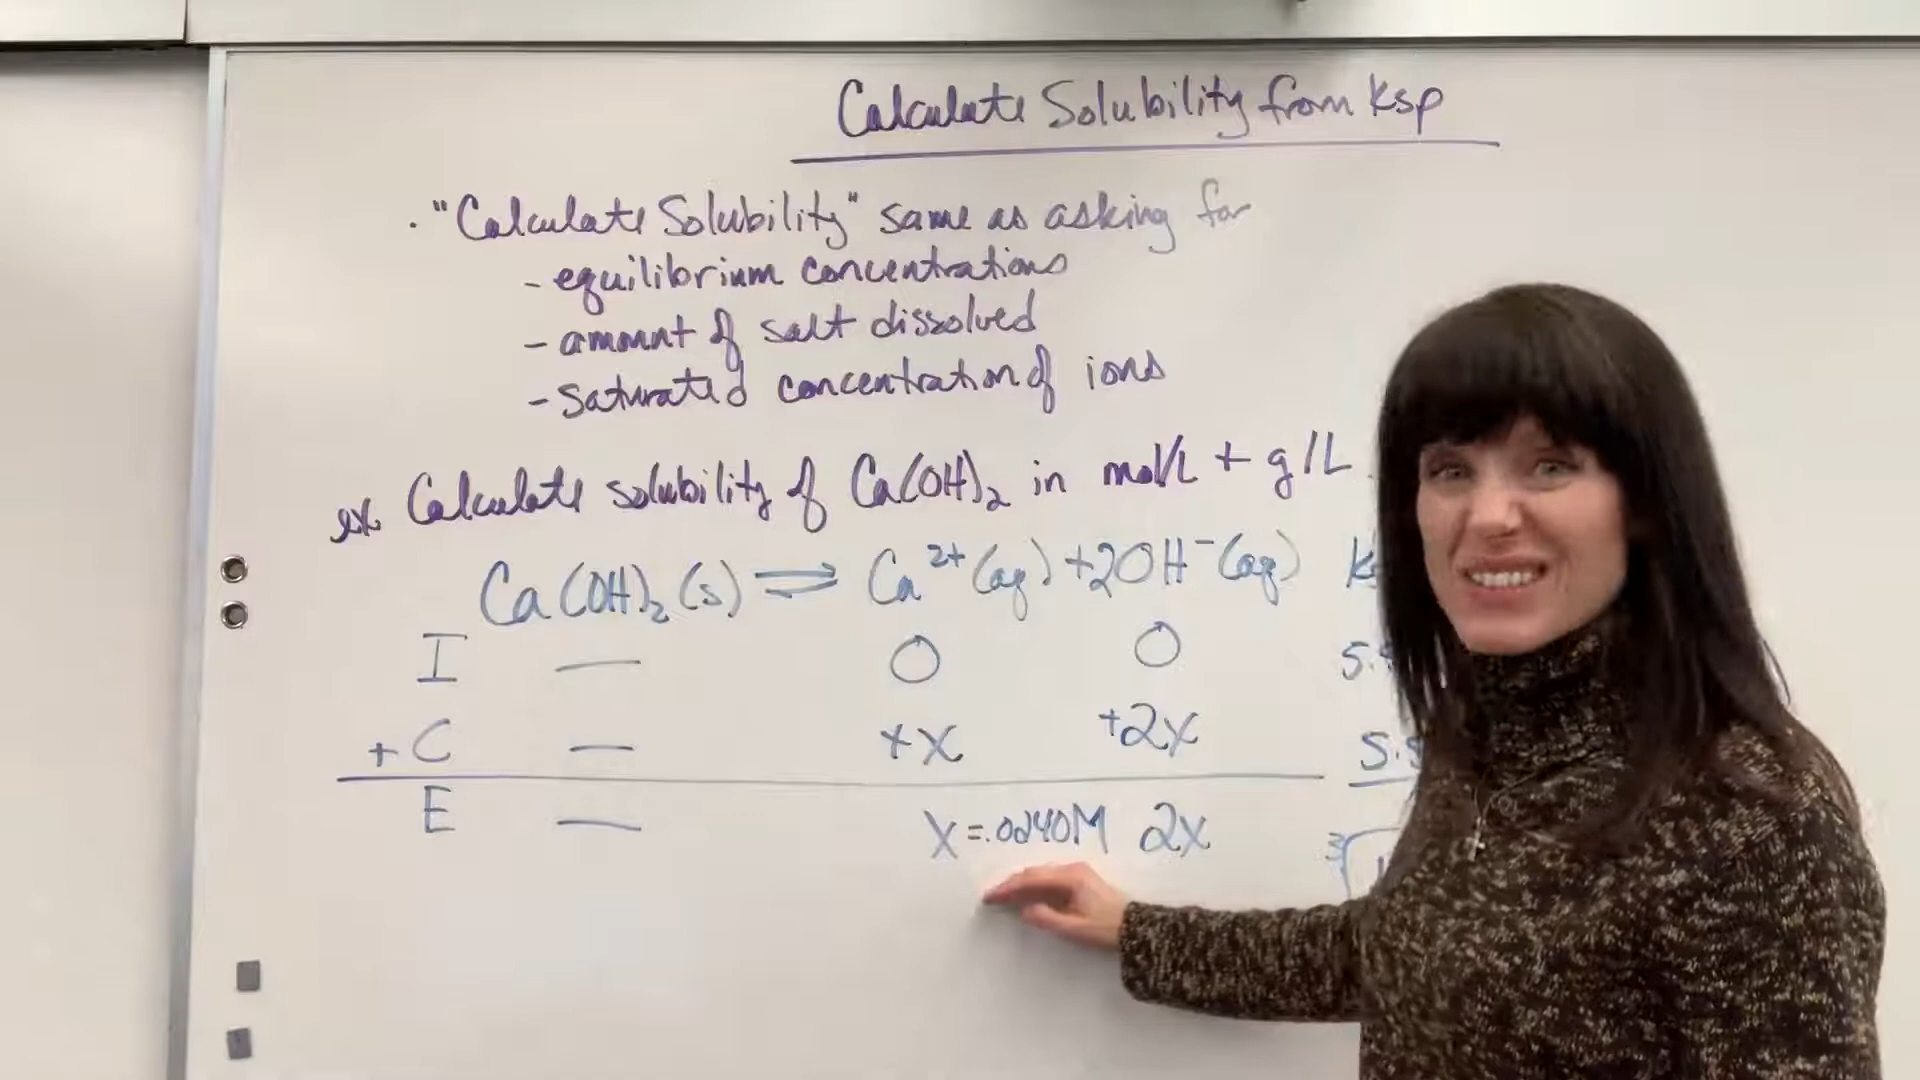 Calculate Solubility from Ksp
· "Calculate Solubility" same as asking for
- equilibrium concentrations
- amount of salt dissolved
- saturated concentration of ions
ex. Calculate solubility of Ca(OH)₂ in mol/L + g/L
Ca(OH)₂(s) ⇌ Ca²⁺(aq) + 2OH⁻(aq)
I — 0 0
+ C — +x +2x
E — X = .0240M 2x